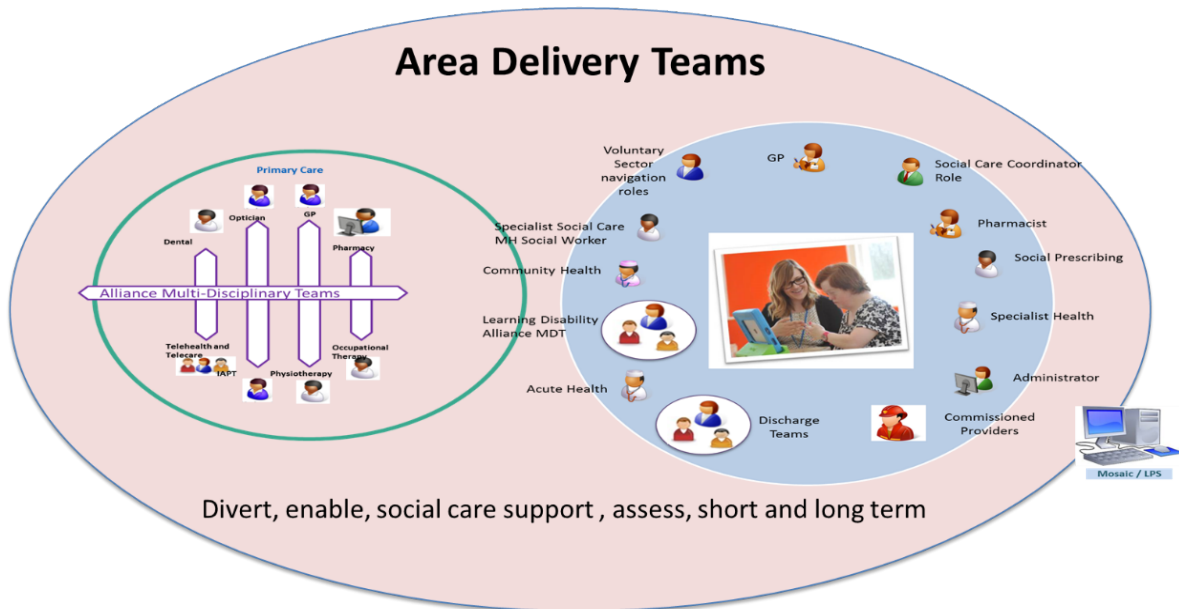 Area Delivery Teams
Primary Care
Dental
Optician
GP
Pharmacy
Alliance Multi-Disciplinary Teams
Telehealth and
Telecare
IAPT
Physiotherapy
Occupational
Therapy
Voluntary
Sector
navigation
roles
GP
Social Care Coordinator
Role
Specialist Social Care
MH Social Worker
Pharmacist
Community Health
Social Prescribing
Learning Disability
Alliance MDT
Specialist Health
Acute Health
Administrator
Discharge
Teams
Commissioned
Providers
Mosaic / LPS
Divert, enable, social care support , assess, short and long term